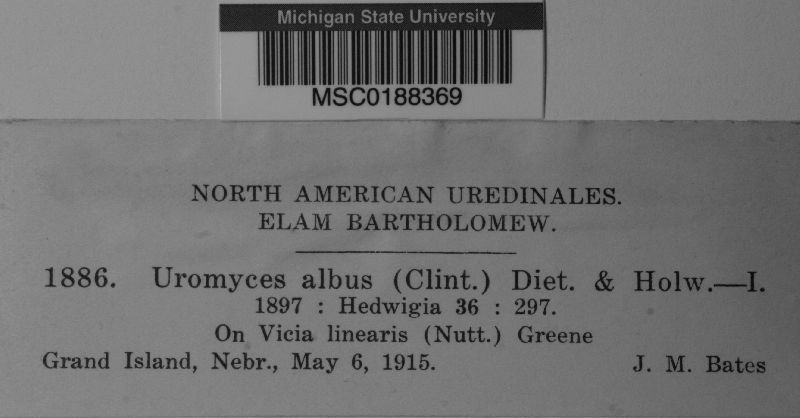 Michigan State University
MSC0188369
NORTH AMERICAN UREDINALES.
ELAM BARTHOLOMEW.
1886. Uromyces albus (Clint.) Diet. & Holw.—I.
1897 : Hedwigia 36 : 297.
On Vicia linearis (Nutt.) Greene
Grand Island, Nebr., May 6, 1915. J. M. Bates